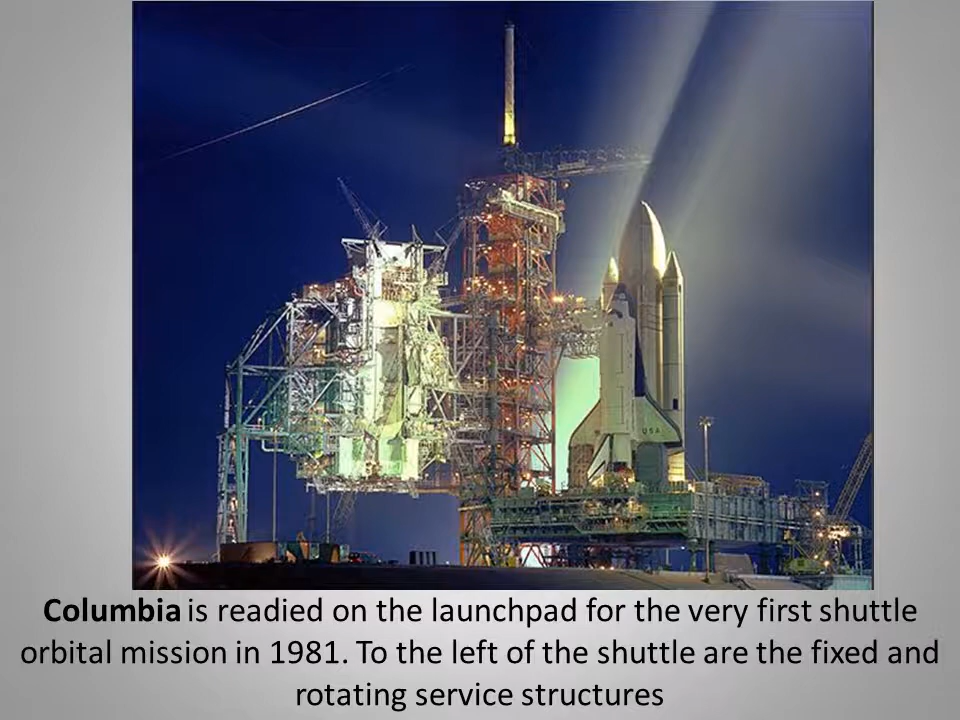 USA
Columbia is readied on the launchpad for the very first shuttle
orbital mission in 1981. To the left of the shuttle are the fixed and
rotating service structures